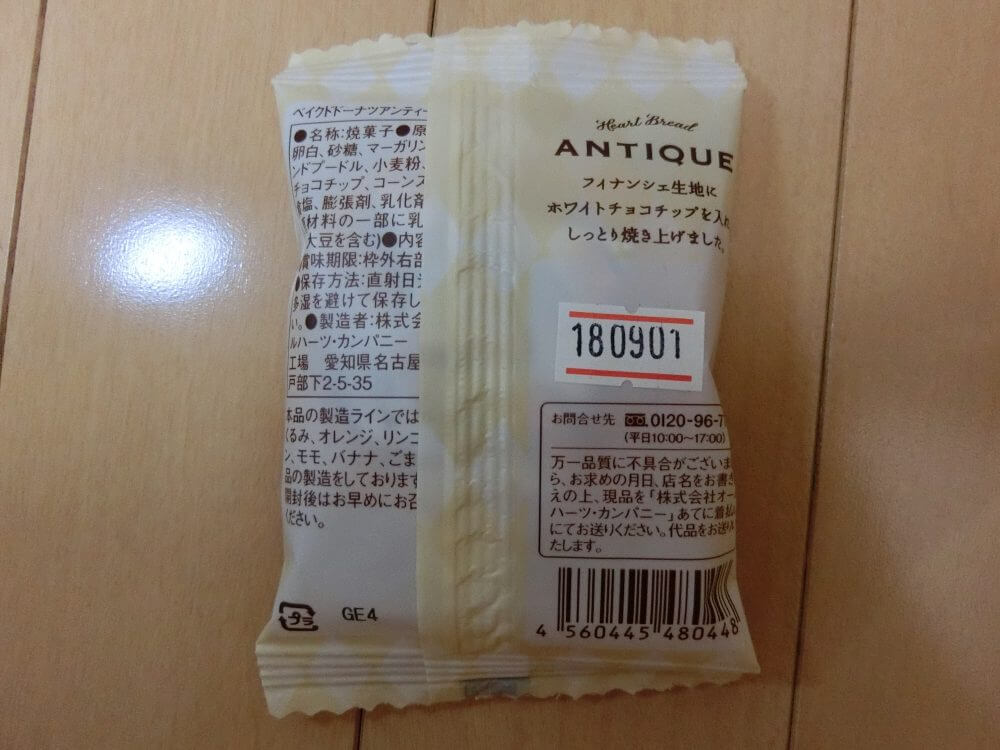 ベイクドドーナツアンティー
●名称:焼菓子●原
卵白、砂糖、マーガリン
ンドプードル、小麦粉、
チョコチップ、コーンス
塩、膨張剤、乳化剤
材料の一部に乳
大豆を含む)●内容
賞味期限:枠外右部
●保存方法:直射日光
多湿を避けて保存し
い。●製造者:株式会
ルハーツ・カンパニー
工場 愛知県名古屋
戸部下2-5-35
本品の製造ラインでは
くるみ、オレンジ、リンゴ
ン、モモ、バナナ、ごま
品の製造をしております
開封後はお早めにお召
ください。
プラ GE4
Heart Bread
ANTIQUE
フィナンシェ生地に
ホワイトチョコチップを入れ
しっとり焼き上げました。
180901
お問合せ先 0120-96-7
(平日10:00~17:00)
万一品質に不具合がございま
ら、お求めの月日、店名をお書き
えの上、現品を「株式会社オール
ハーツ・カンパニー」あてに着払い
にてお送りください。代品をお送りい
たします。
4 560445 480448